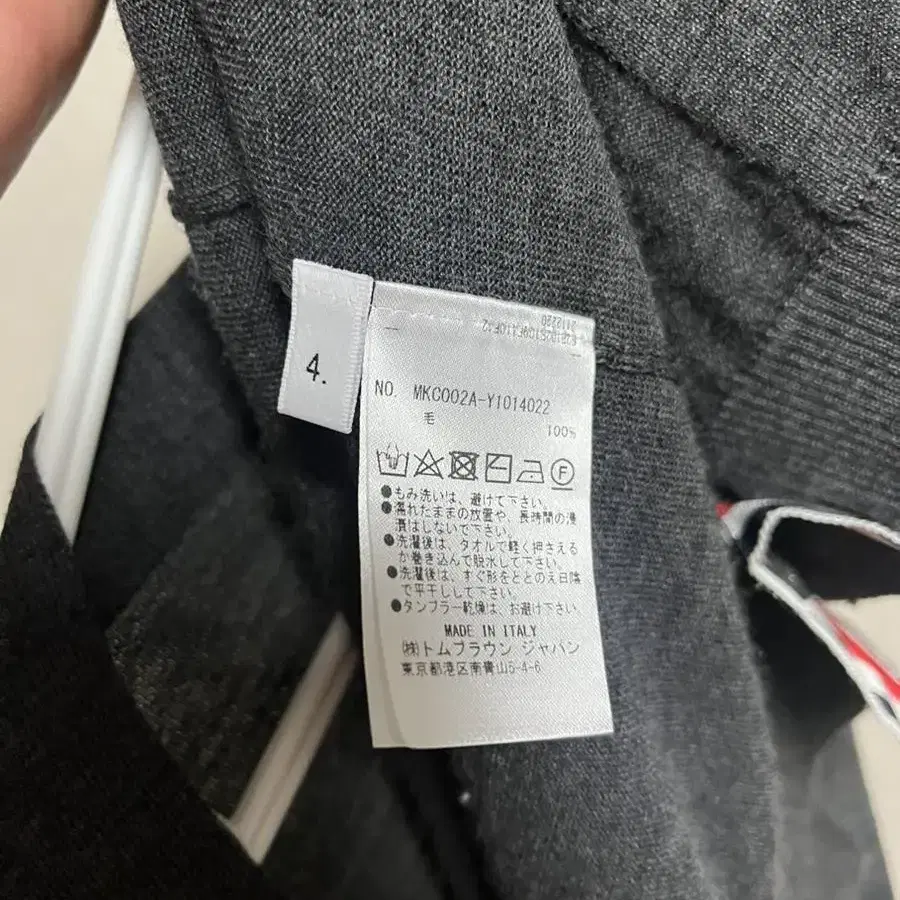 4.
NO. MKC002A-Y1014022
毛
100%
F
●もみ洗いは、避けて下さい。
●濡れたままの放置や、長時間の浸
漬はしないで下さい。
●洗濯後は、タオルで軽く押さえる
か巻き込んで脱水して下さい。
●洗濯後は、すぐ形をととのえ日陰
で平干しして下さい。
●タンブラー乾燥は、お避け下さい。
MADE IN ITALY
㈱トムブラウン ジャパン
東京都港区南青山5-4-6